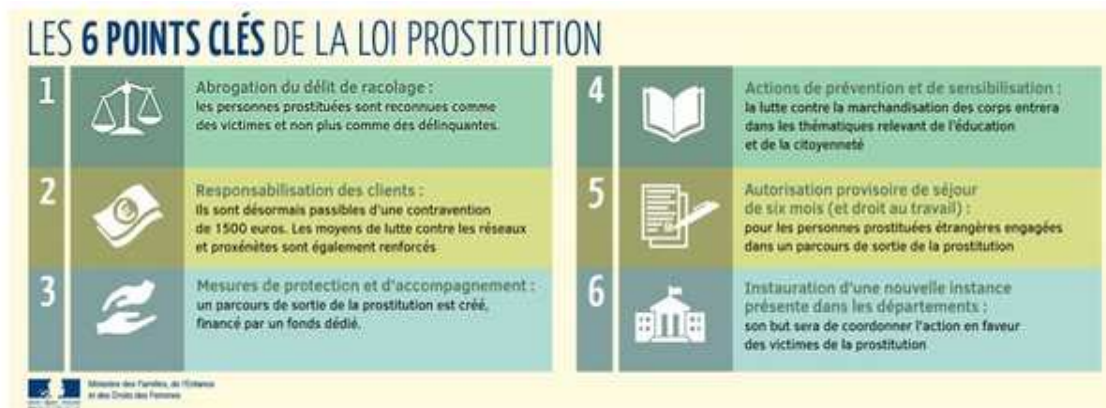 LES 6 POINTS CLÉS DE LA LOI PROSTITUTION
1
Abrogation du délit de racolage :
les personnes prostituées sont reconnues comme
des victimes et non plus comme des délinquantes.
2
Responsabilisation des clients :
Ils sont désormais passibles d'une contravention
de 1500 euros. Les moyens de lutte contre les réseaux
et proxénètes sont également renforcés
3
Mesures de protection et d'accompagnement :
un parcours de sortie de la prostitution est créé,
financé par un fonds dédié.
4
Actions de prévention et de sensibilisation :
la lutte contre la marchandisation des corps entrera
dans les thématiques relevant de l'éducation
et de la citoyenneté
5
Autorisation provisoire de séjour
de six mois (et droit au travail) :
pour les personnes prostituées étrangères engagées
dans un parcours de sortie de la prostitution
6
Instauration d'une nouvelle instance
présente dans les départements :
son but sera de coordonner l'action en faveur
des victimes de la prostitution
Ministère des Familles, de l'Enfance
et des Droits des Femmes